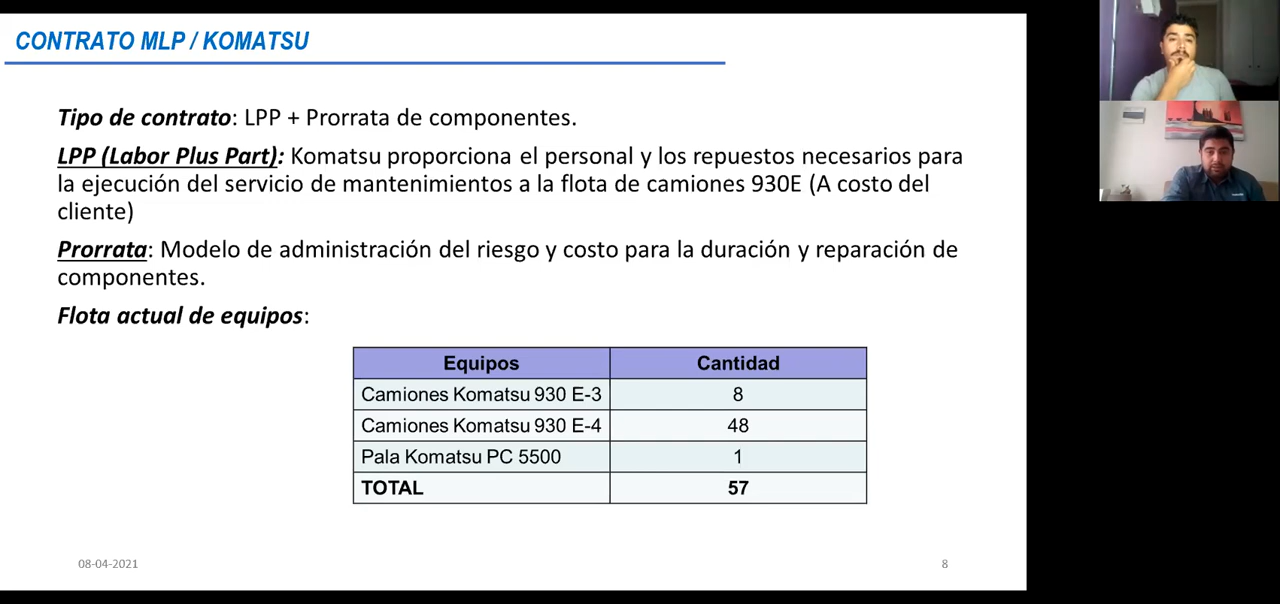 CONTRATO MLP / KOMATSU
Tipo de contrato: LPP + Prorrata de componentes.
LPP (Labor Plus Part): Komatsu proporciona el personal y los repuestos necesarios para
la ejecución del servicio de mantenimientos a la flota de camiones 930E (A costo del
cliente)
Prorrata: Modelo de administración del riesgo y costo para la duración y reparación de
componentes.
Flota actual de equipos:
Equipos Cantidad
Camiones Komatsu 930 E-3 8
Camiones Komatsu 930 E-4 48
Pala Komatsu PC 5500 1
TOTAL 57
08-04-2021 8